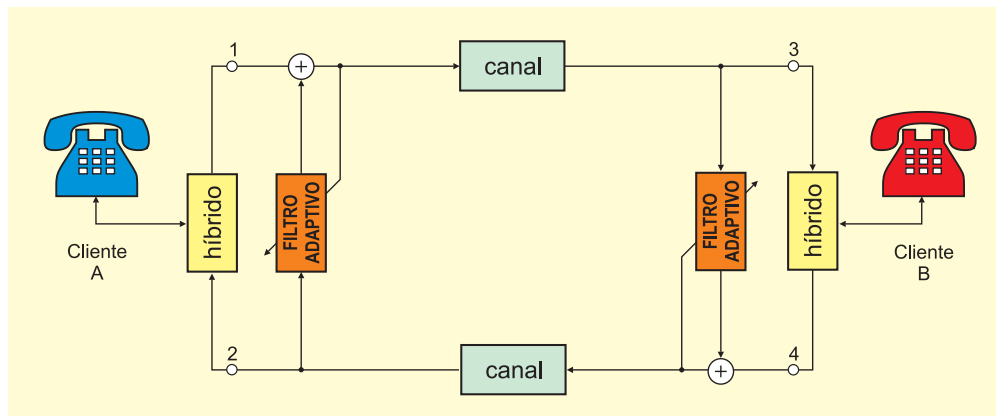 1
3
canal
híbrido
FILTRO
ADAPTIVO
FILTRO
ADAPTIVO
híbrido
Cliente
A
Cliente
B
2
4
canal